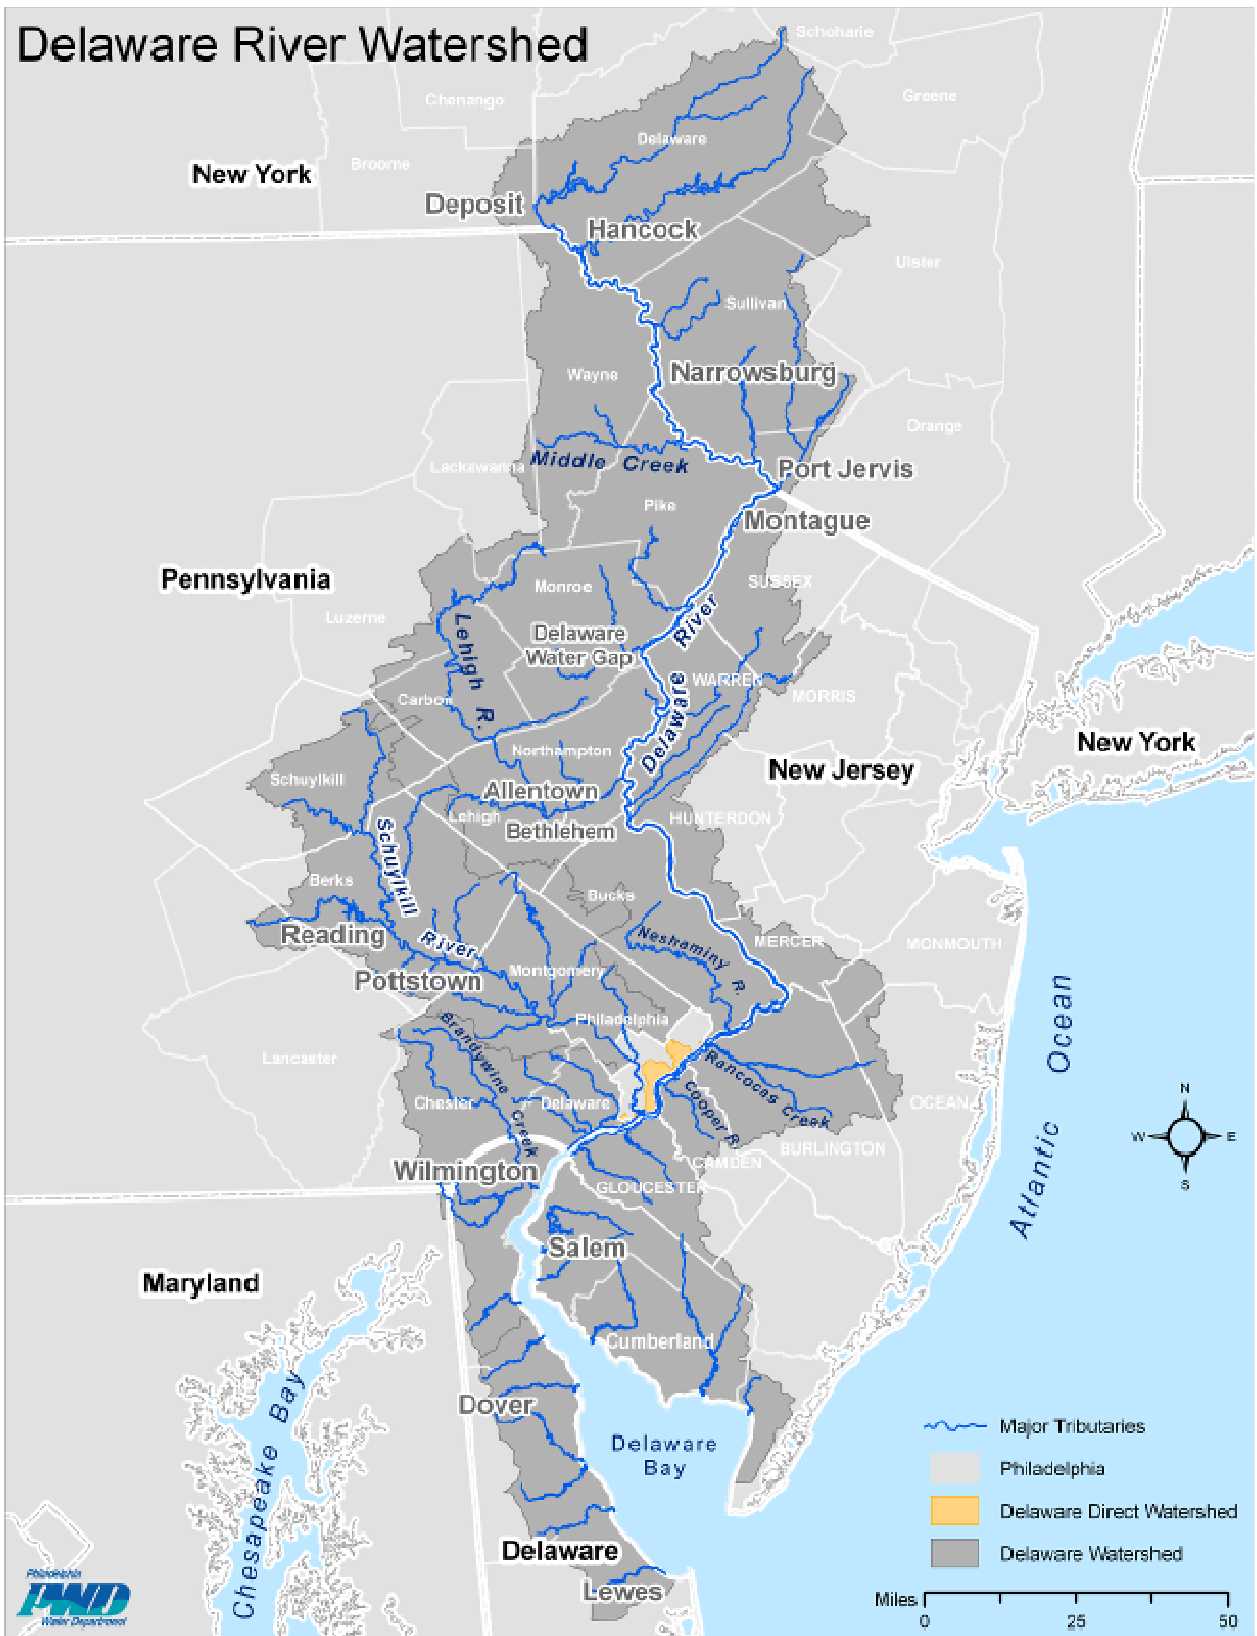 Delaware River Watershed
Schoharie
Chenango
Greene
Delaware
Broome
New York
Deposit
Hancock
Ulster
Sullivan
Wayne
Narrowsburg
Orange
Middle Creek
Lackawanna
Port Jervis
Pike
Montague
Pennsylvania
Monroe
SUSSEX
Luzerne
Lehigh R.
Delaware
Water Gap
Delaware River
WARREN
MORRIS
Carbon
Northampton
New York
New Jersey
Schuylkill
Allentown
Lehigh
Bethlehem
HUNTERDON
Schuylkill River
Berks
Bucks
Reading
Neshaminy R.
MERCER
MONMOUTH
Pottstown
Montgomery
Philadelphia
Atlantic Ocean
Brandywine Creek
Lancaster
Rancocas Creek
Chester
Delaware
Cooper R.
OCEAN
N
W
E
S
BURLINGTON
CAMDEN
Wilmington
GLOUCESTER
Salem
Maryland
Cumberland
Chesapeake Bay
Dover
Delaware
Bay
Major Tributaries
Philadelphia
Delaware Direct Watershed
Delaware Watershed
Delaware
Lewes
Philadelphia
PWD
Water Department
Miles
0
25
50